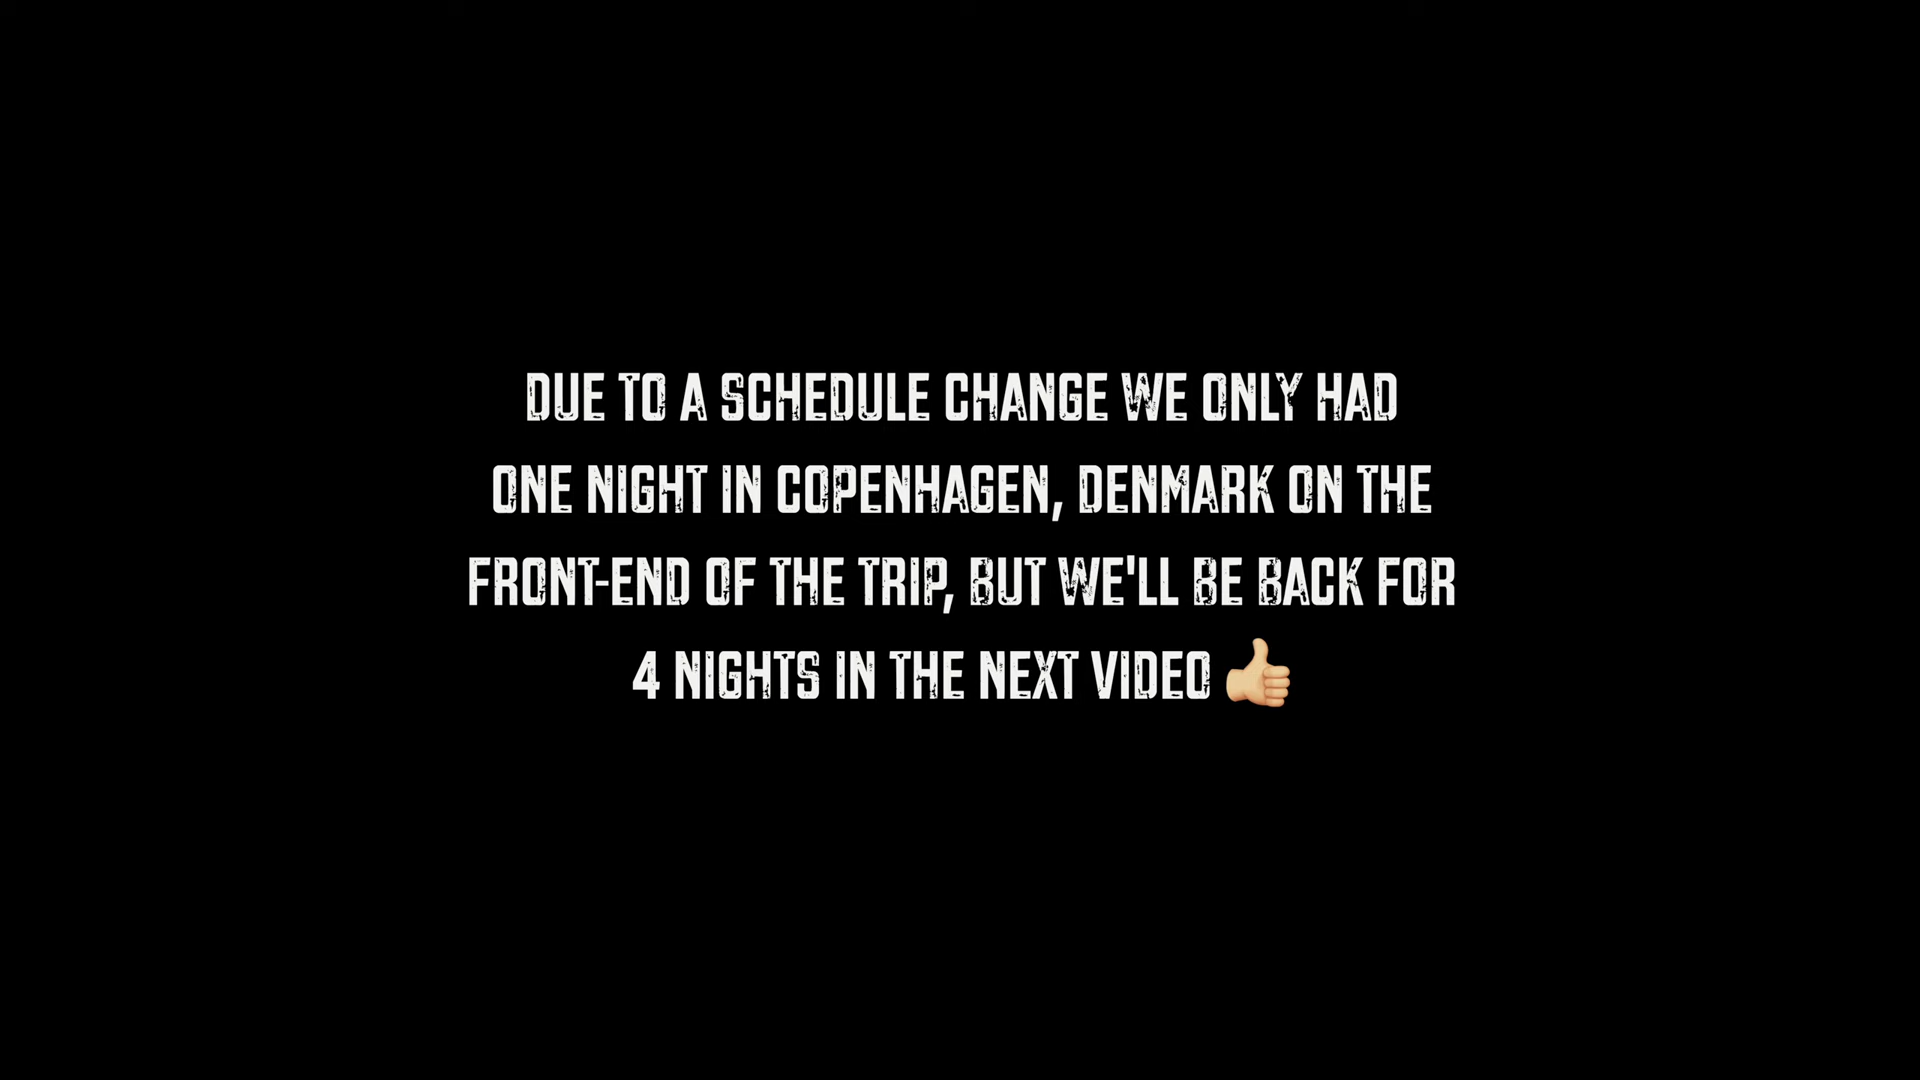 DUE TO A SCHEDULE CHANGE WE ONLY HAD
ONE NIGHT IN COPENHAGEN, DENMARK ON THE
FRONT-END OF THE TRIP, BUT WE'LL BE BACK FOR
4 NIGHTS IN THE NEXT VIDEO 👍🏼